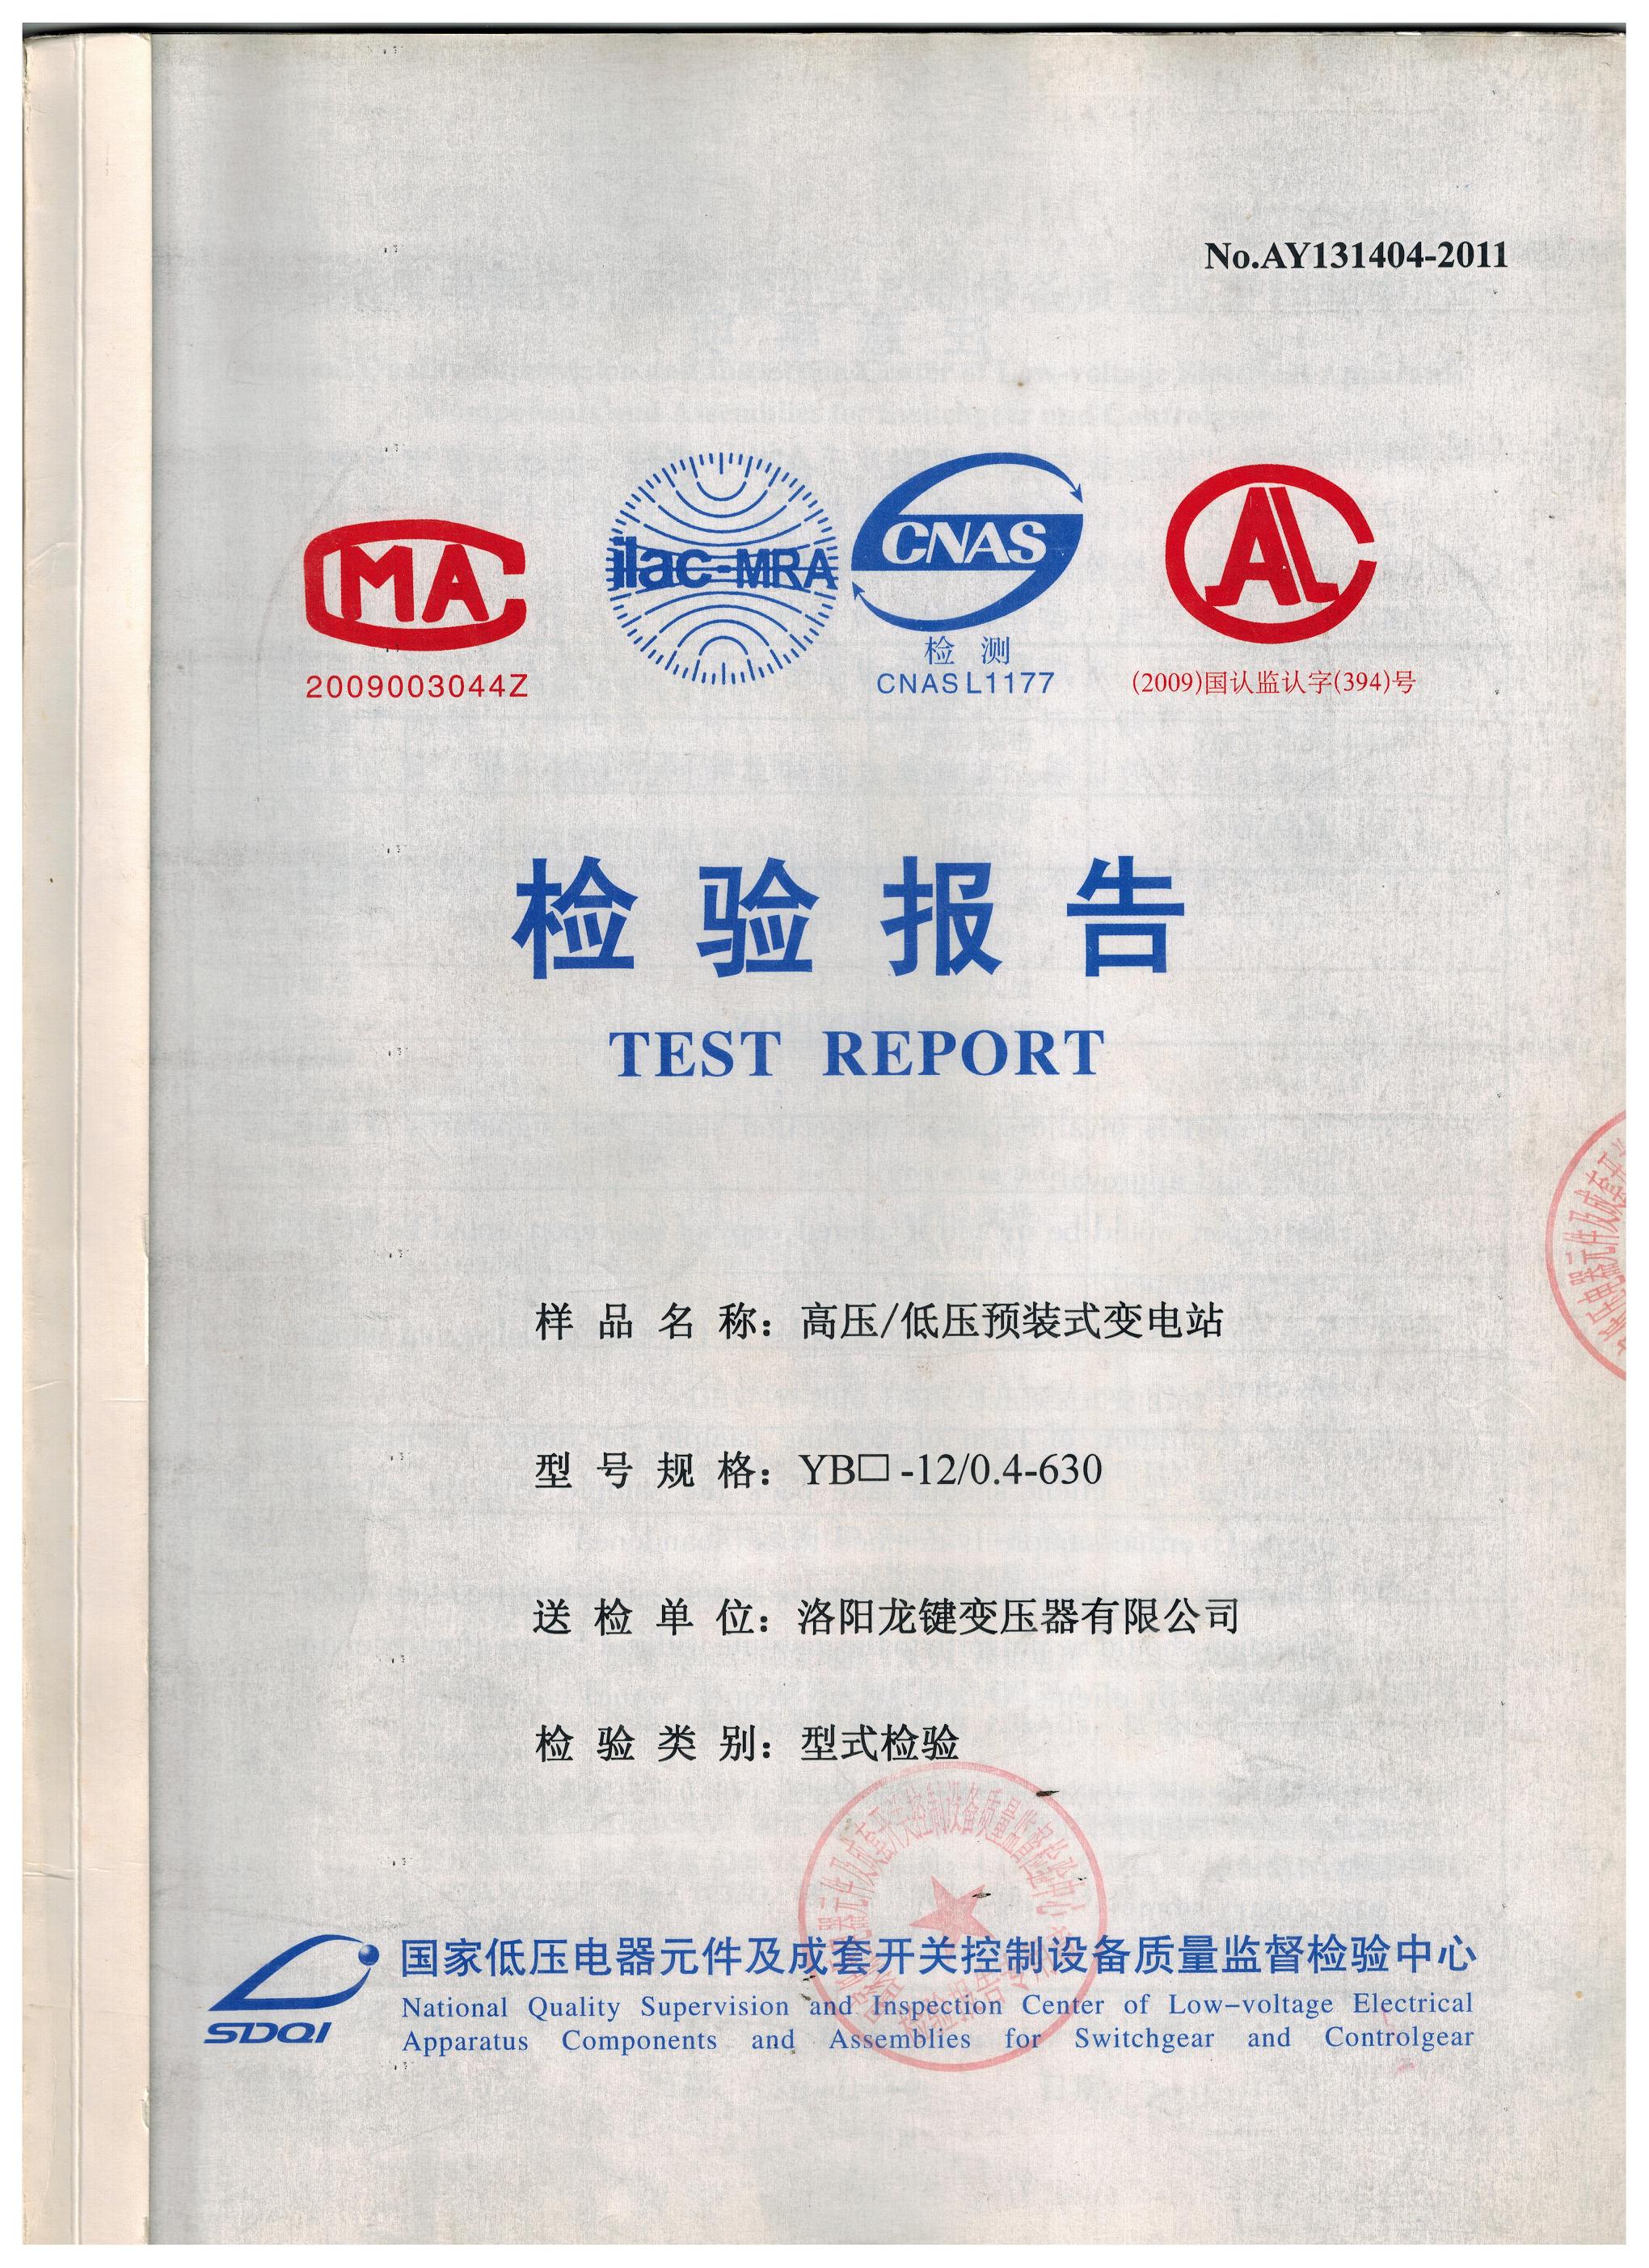 No.AY131404-2011
MA
ilac-MRA
CNAS
AL
检 测
2009003044Z
CNAS L1177
(2009)国认监认字(394)号
检 验 报 告
TEST REPORT
样 品 名 称：高压/低压预装式变电站
型 号 规 格：YB□-12/0.4-630
送 检 单 位：洛阳龙键变压器有限公司
检 验 类 别：型式检验
国家低压电器元件及成套开关控制设备质量监督检验中心
National Quality Supervision and Inspection Center of Low-voltage Electrical
Apparatus Components and Assemblies for Switchgear and Controlgear
SDQI